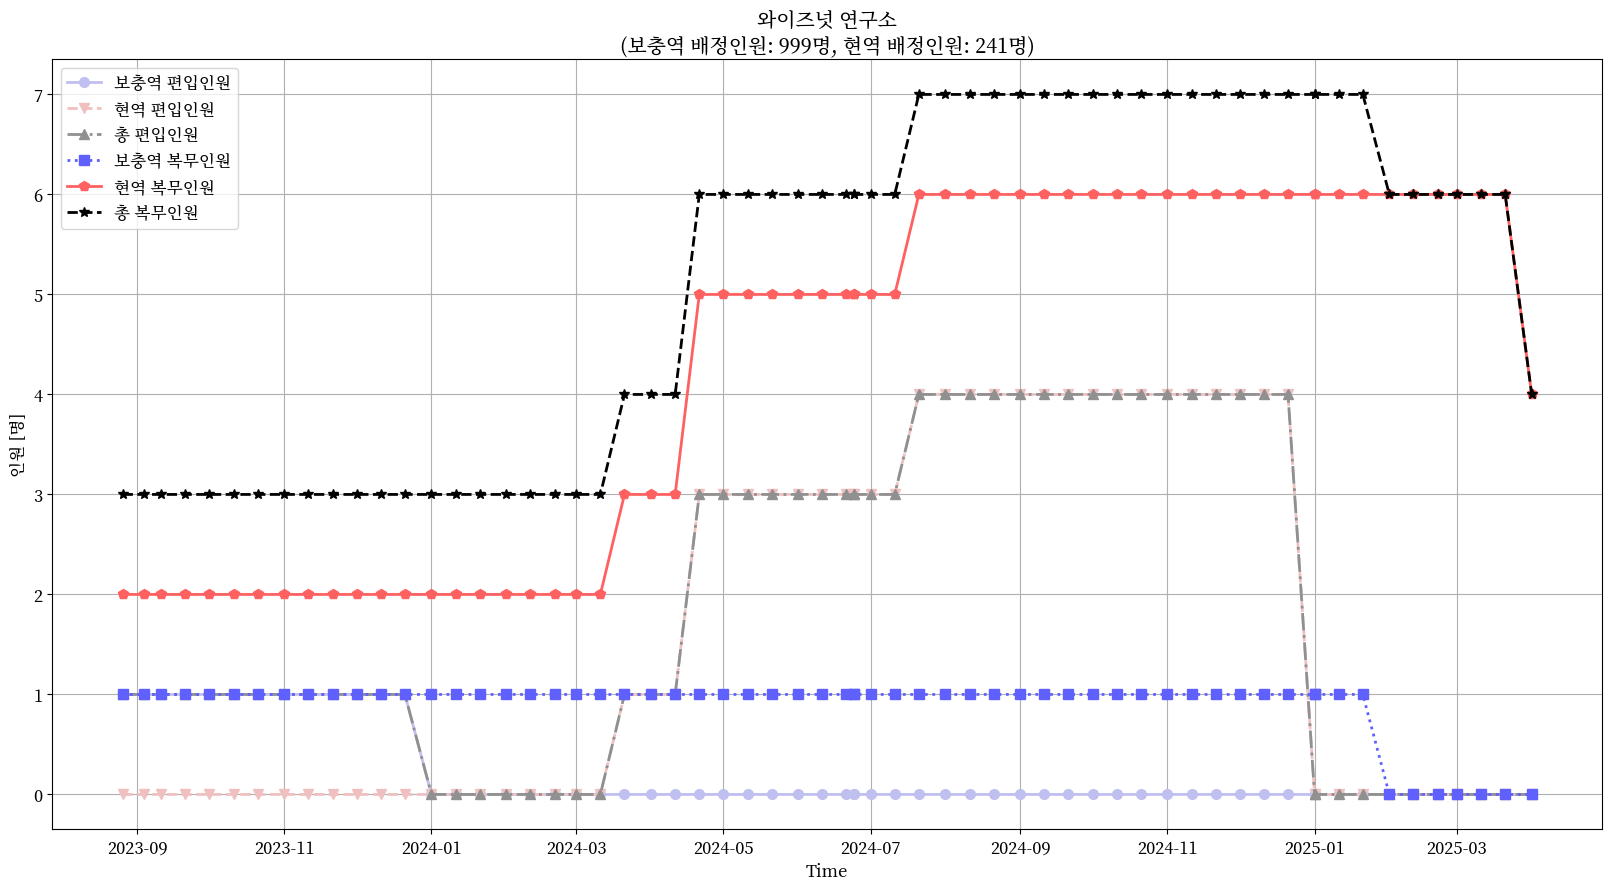 와이즈넛 연구소
(보충역 배정인원: 999명, 현역 배정인원: 241명)
보충역 편입인원
현역 편입인원
총 편입인원
보충역 복무인원
현역 복무인원
총 복무인원
인원 [명]
7
6
5
4
3
2
1
0
2023-09
2023-11
2024-01
2024-03
2024-05
2024-07
2024-09
2024-11
2025-01
2025-03
Time